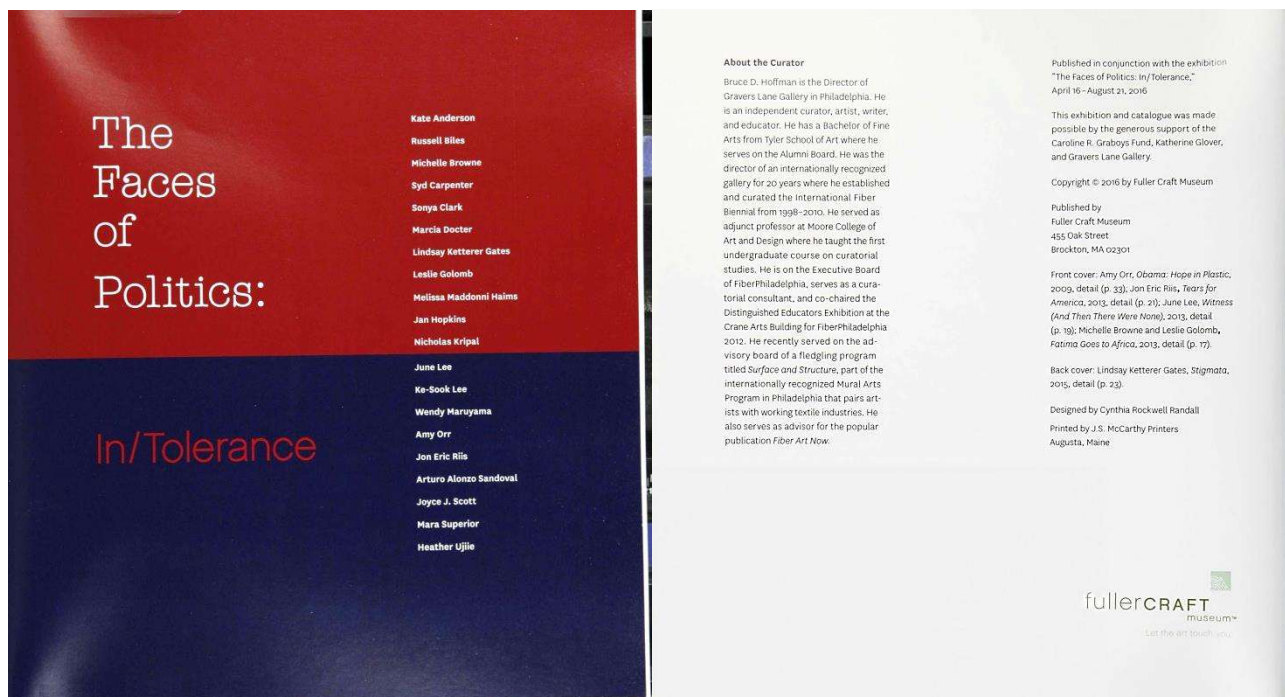 The
Faces
of
Politics:
In/Tolerance
Kate Anderson
Russell Biles
Michelle Browne
Syd Carpenter
Sonya Clark
Marcia Docter
Lindsay Ketterer Gates
Leslie Golomb
Melissa Maddonni Haims
Jan Hopkins
Nicholas Kripal
June Lee
Ke-Sook Lee
Wendy Maruyama
Amy Orr
Jon Eric Riis
Arturo Alonzo Sandoval
Joyce J. Scott
Mara Superior
Heather Ujiie
About the Curator
Bruce D. Hoffman is the Director of
Gravers Lane Gallery in Philadelphia. He
is an independent curator, artist, writer,
and educator. He has a Bachelor of Fine
Arts from Tyler School of Art where he
serves on the Alumni Board. He was the
director of an internationally recognized
gallery for 20 years where he established
and curated the International Fiber
Biennial from 1998–2010. He served as
adjunct professor at Moore College of
Art and Design where he taught the first
undergraduate course on curatorial
studies. He is on the Executive Board
of FiberPhiladelphia, serves as a cura-
torial consultant, and co-chaired the
Distinguished Educators Exhibition at the
Crane Arts Building for FiberPhiladelphia
2012. He recently served on the ad-
visory board of a fledgling program
titled Surface and Structure, part of the
internationally recognized Mural Arts
Program in Philadelphia that pairs art-
ists with working textile industries. He
also serves as advisor for the popular
publication Fiber Art Now.
Published in conjunction with the exhibition
"The Faces of Politics: In/Tolerance,"
April 16–August 21, 2016
This exhibition and catalogue was made
possible by the generous support of the
Caroline R. Graboys Fund, Katherine Glover,
and Gravers Lane Gallery.
Copyright © 2016 by Fuller Craft Museum
Published by
Fuller Craft Museum
455 Oak Street
Brockton, MA 02301
Front cover: Amy Orr, Obama: Hope in Plastic,
2009, detail (p. 33); Jon Eric Riis, Tears for
America, 2013, detail (p. 21); June Lee, Witness
(And Then There Were None), 2013, detail
(p. 19); Michelle Browne and Leslie Golomb,
Fatima Goes to Africa, 2013, detail (p. 17).
Back cover: Lindsay Ketterer Gates, Stigmata,
2015, detail (p. 23).
Designed by Cynthia Rockwell Randall
Printed by J.S. McCarthy Printers
Augusta, Maine
fullerCRAFT
museum™
Let the art touch you